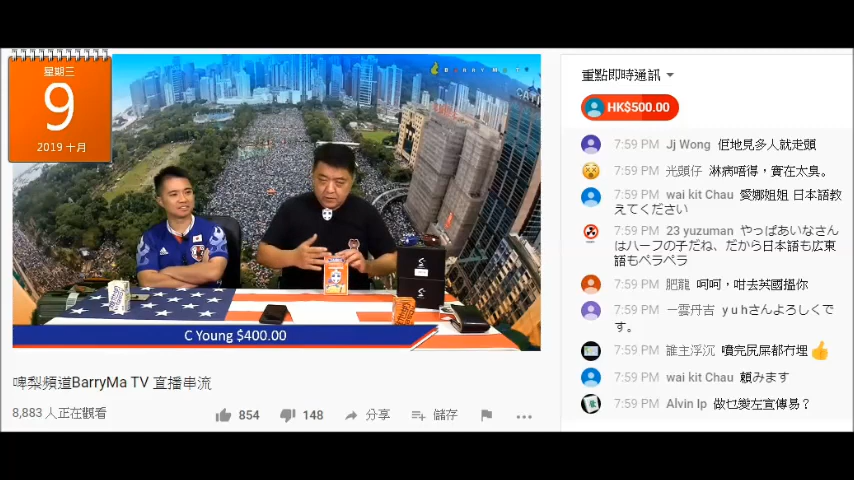 星期三
9
2019 十月
BARRYMA TV
C Young $400.00
啤梨頻道BarryMa TV 直播串流
8,883 人正在觀看
854
148
分享
儲存
重點即時通訊
HK$500.00
7:59 PM Jj Wong 佢地見多人就走頭
7:59 PM 光頭仔 淋病唔得,實在太臭。
7:59 PM wai kit Chau 愛娜姐姐 日本語教
えてください
7:59 PM 23 yuzuman やっぱあいなさん
はハーフの子だね、だから日本語も広東
語もペラペラ
7:59 PM 肥龍 呵呵,咁去英國搵你
7:59 PM 一雲丹吉 y u hさんよろしくで
す。
7:59 PM 誰主浮沉 噴完屍屎都冇埋
7:59 PM wai kit Chau 頼みます
7:59 PM Alvin Ip 做乜變左宣傳易?